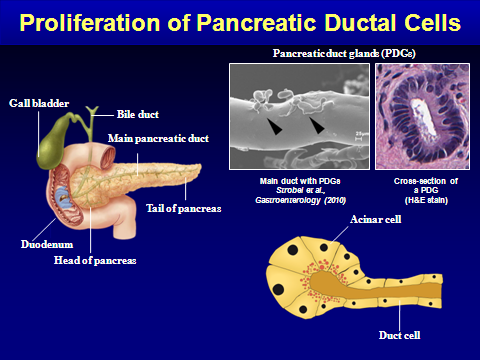 Proliferation of Pancreatic Ductal Cells
Pancreatic duct glands (PDGs)
Gall bladder
Bile duct
Main pancreatic duct
Tail of pancreas
Duodenum
Head of pancreas
20µm
Main duct with PDGs
Strobel et al.,
Gastroenterology (2010)
Cross-section of
a PDG
(H&E stain)
Acinar cell
Duct cell